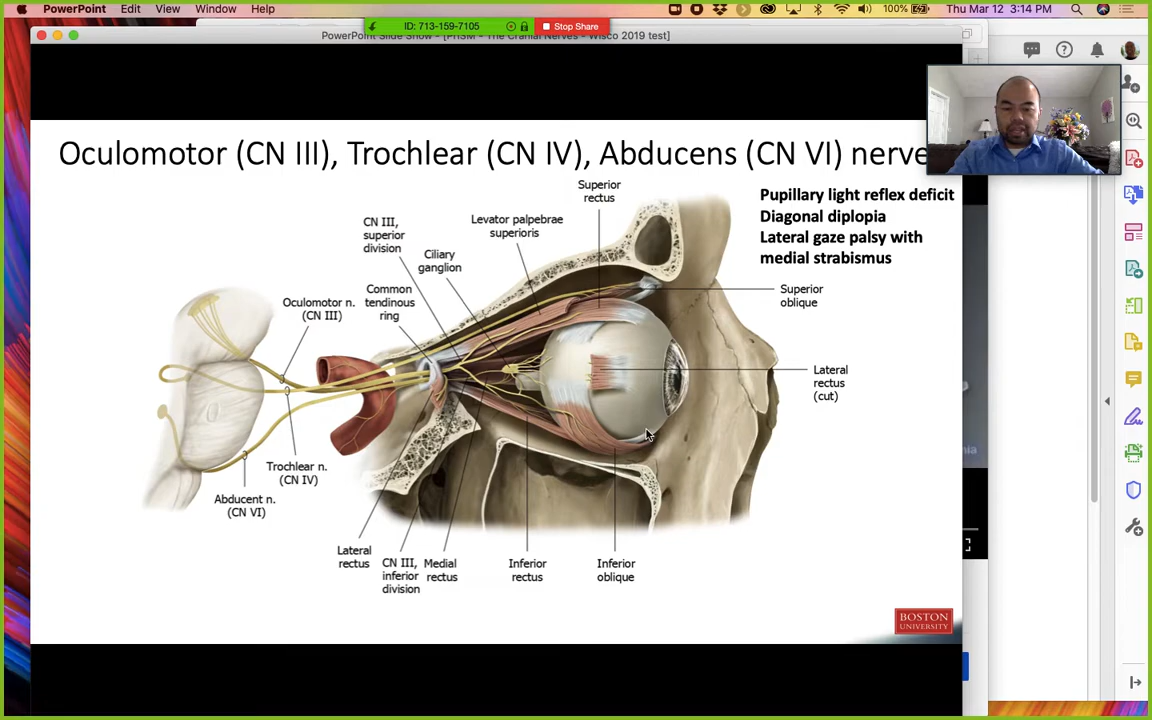 PowerPoint Edit View Window Help
100% Thu Mar 12 3:14 PM
ID: 713-159-7105 Stop Share
PowerPoint Slide Show - [PRISM - The Cranial Nerves - Wisco 2019 test]
Oculomotor (CN III), Trochlear (CN IV), Abducens (CN VI) nerve
Pupillary light reflex deficit
Diagonal diplopia
Lateral gaze palsy with
medial strabismus
Superior
rectus
Levator palpebrae
superioris
CN III,
superior
division
Ciliary
ganglion
Common
tendinous
ring
Oculomotor n.
(CN III)
Superior
oblique
Lateral
rectus
(cut)
Trochlear n.
(CN IV)
Abducent n.
(CN VI)
Lateral
rectus
CN III,
inferior
division
Medial
rectus
Inferior
rectus
Inferior
oblique
BOSTON
UNIVERSITY